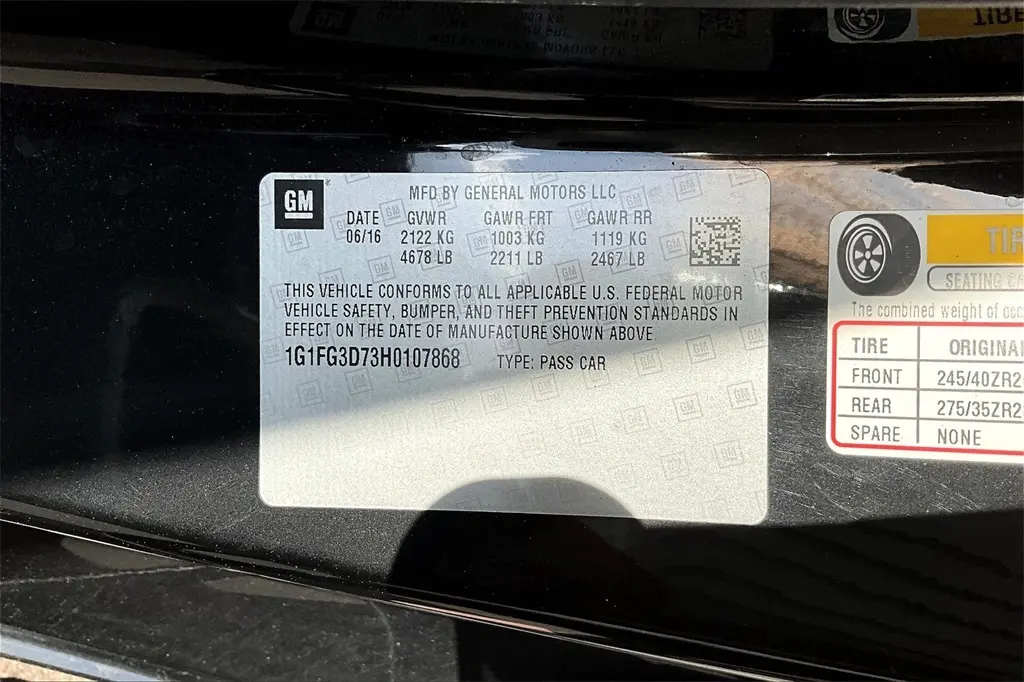 GM
MFD BY GENERAL MOTORS LLC
DATE GVWR GAWR FRT GAWR RR
06/16 2122 KG 1003 KG 1119 KG
4678 LB 2211 LB 2467 LB
THIS VEHICLE CONFORMS TO ALL APPLICABLE U.S. FEDERAL MOTOR
VEHICLE SAFETY, BUMPER, AND THEFT PREVENTION STANDARDS IN
EFFECT ON THE DATE OF MANUFACTURE SHOWN ABOVE.
1G1FG3D73H0107868 TYPE: PASS CAR
TIR
SEATING
The combined weight of occ
TIRE ORIGINA
FRONT 245/40ZR2
REAR 275/35ZR2
SPARE NONE